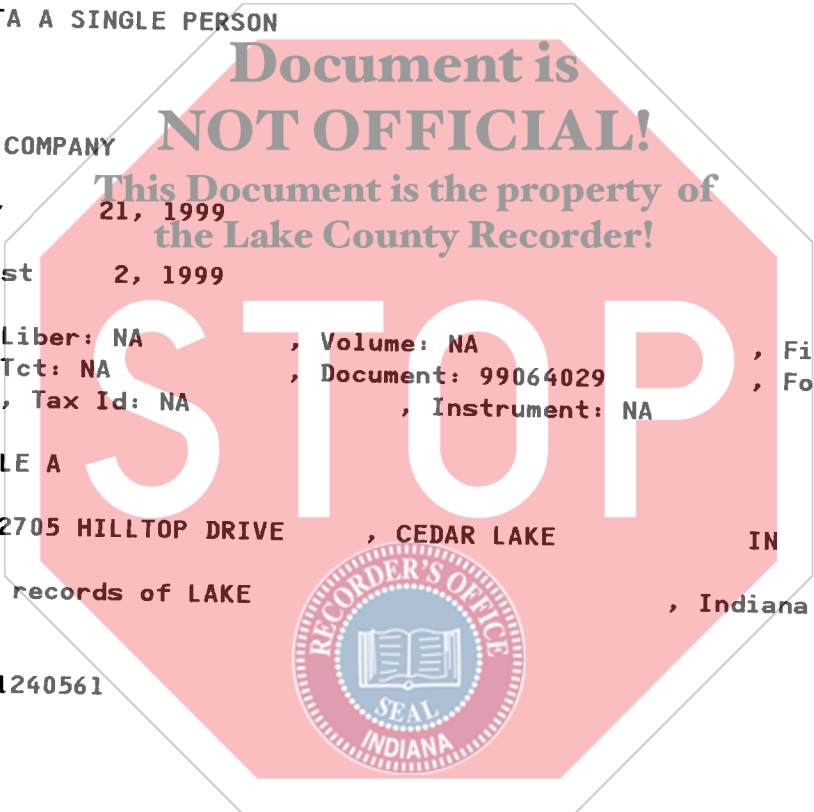 TA A SINGLE PERSON
Document is
NOT OFFICIAL!
COMPANY
This Document is the property of
21, 1999
the Lake County Recorder!
st 2, 1999
STOP
Liber: NA , Volume: NA , Fi
Tct: NA , Document: 99064029 , Fo
, Tax Id: NA , Instrument: NA
LE A
2705 HILLTOP DRIVE , CEDAR LAKE IN
records of LAKE , Indiana
1240561
RECORDER'S OFFICE
SEAL
INDIANA